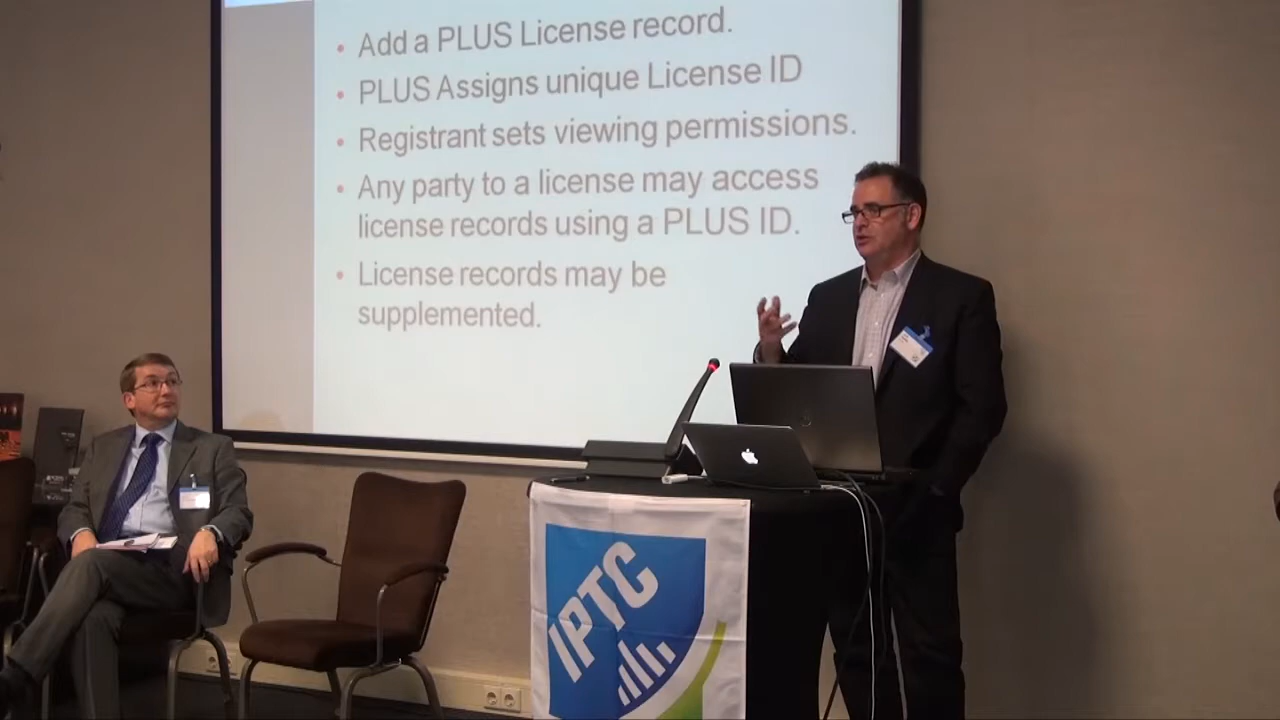 • Add a PLUS License record.
• PLUS Assigns unique License ID
• Registrant sets viewing permissions.
• Any party to a license may access
license records using a PLUS ID.
• License records may be
supplemented.
IPTC